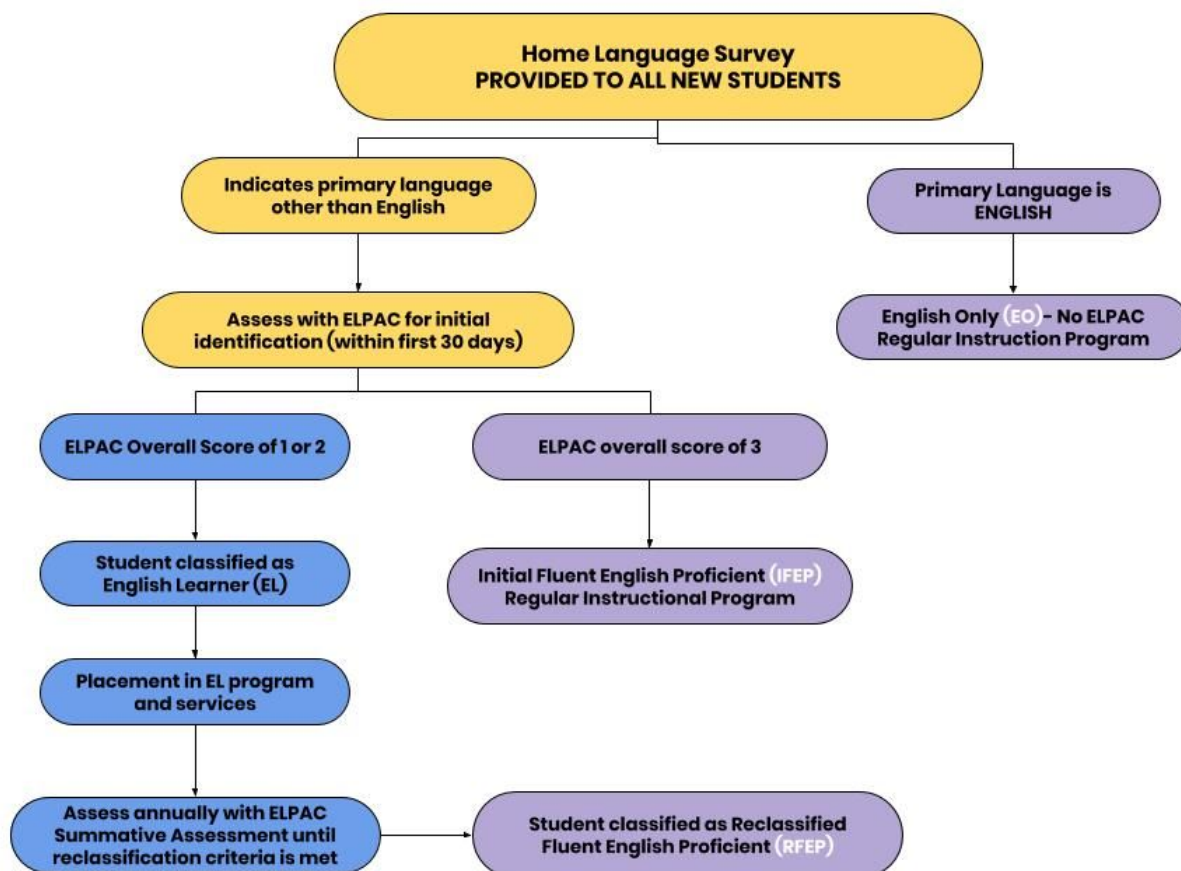 Home Language Survey
PROVIDED TO ALL NEW STUDENTS
Indicates primary language
other than English
Primary Language is
ENGLISH
Assess with ELPAC for initial
identification (within first 30 days)
English Only (EO)- No ELPAC
Regular Instruction Program
ELPAC Overall Score of 1 or 2
ELPAC overall score of 3
Student classified as
English Learner (EL)
Initial Fluent English Proficient (IFEP)
Regular Instructional Program
Placement in EL program
and services
Assess annually with ELPAC
Summative Assessment until
reclassification criteria is met
Student classified as Reclassified
Fluent English Proficient (RFEP)